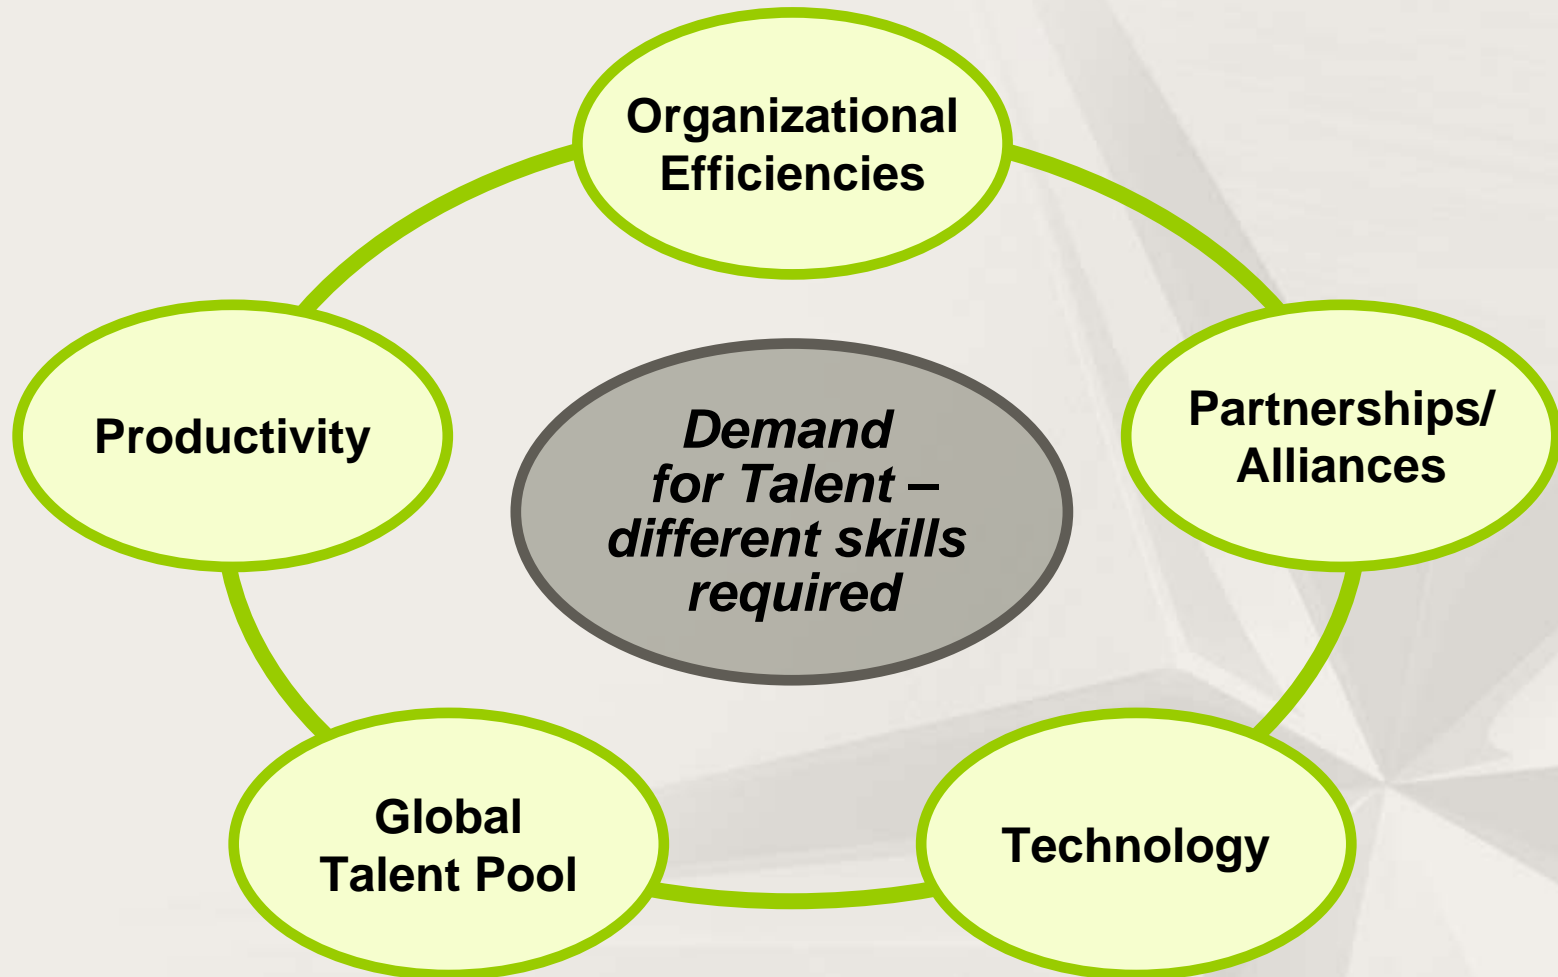 Organizational
Efficiencies
Productivity
Demand
for Talent –
different skills
required
Partnerships/
Alliances
Global
Talent Pool
Technology